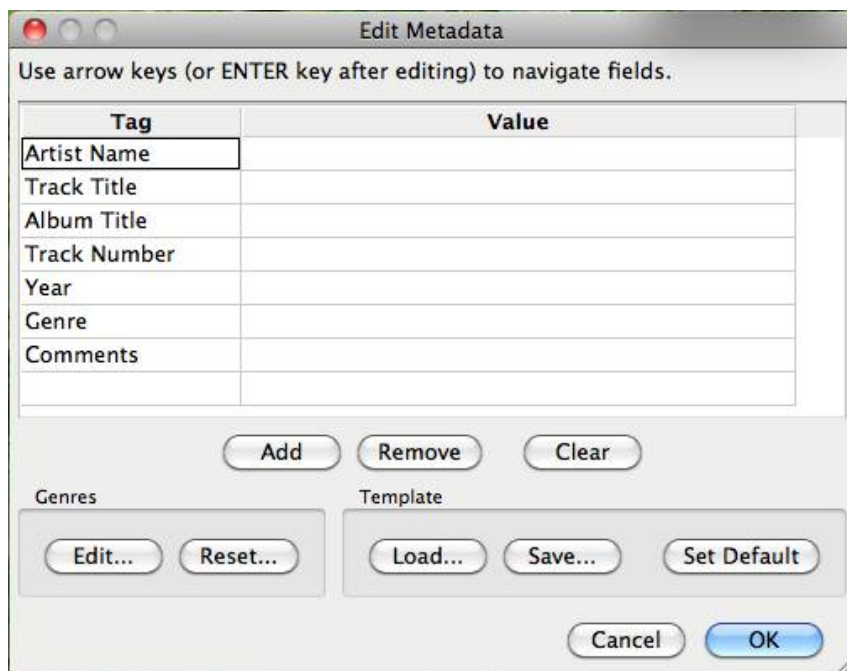 Edit Metadata
Use arrow keys (or ENTER key after editing) to navigate fields.
Tag Value
Artist Name
Track Title
Album Title
Track Number
Year
Genre
Comments
Add Remove Clear
Genres Template
Edit... Reset... Load... Save... Set Default
Cancel OK